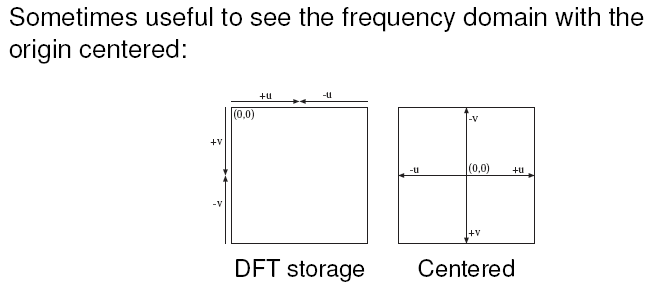 Sometimes useful to see the frequency domain with the
origin centered:
+u
-u
(0,0)
+v
-v
-v
-u
(0,0)
+u
+v
DFT storage
Centered